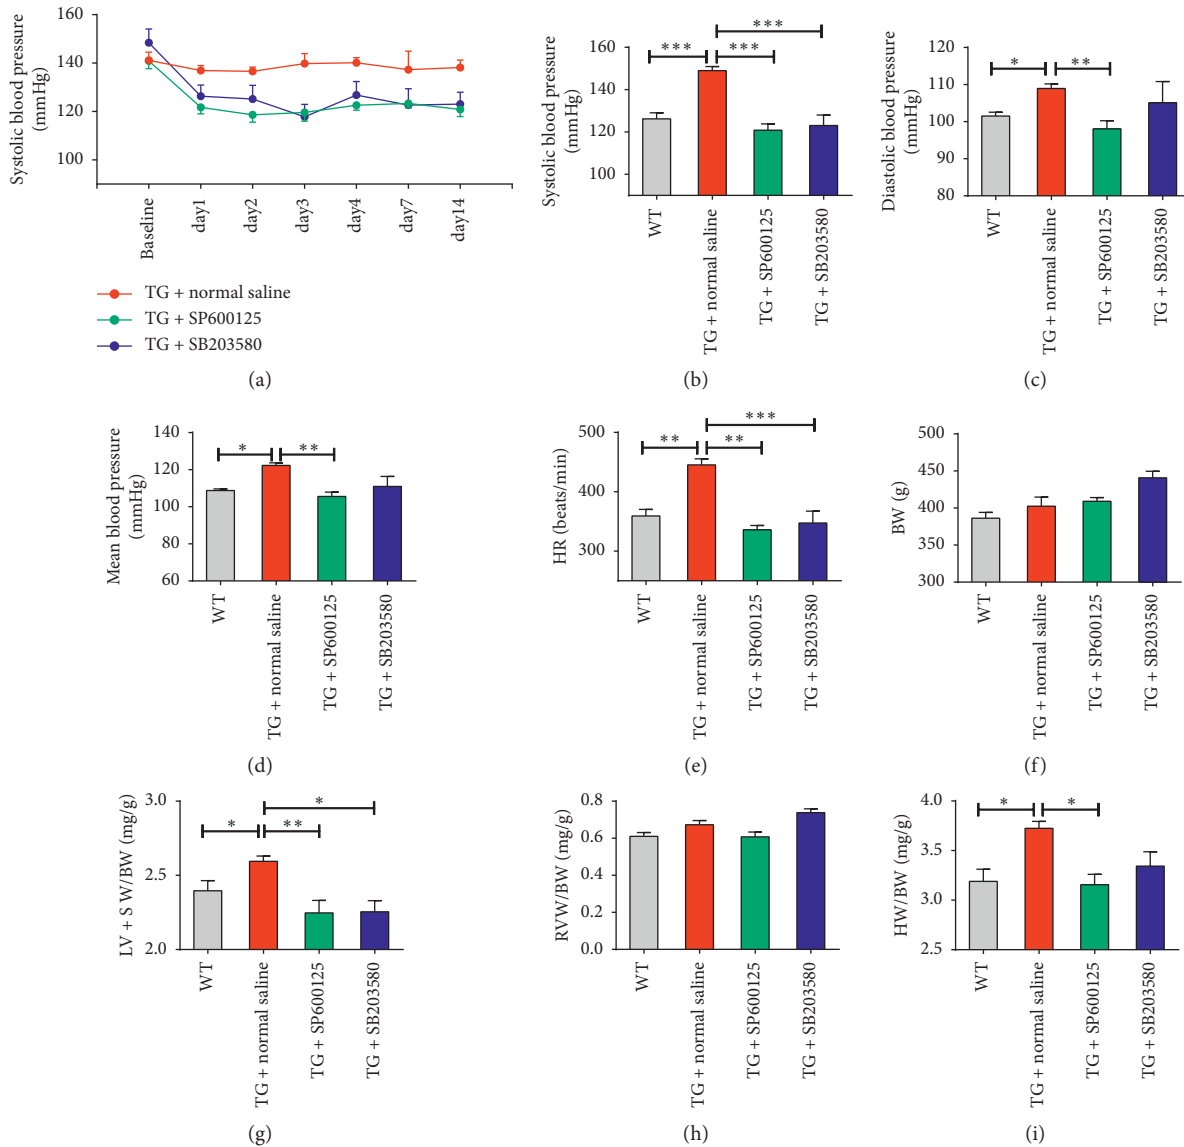 Systolic blood pressure
(mmHg)
160
140
120
100
Baseline
day1
day2
day3
day4
day7
day14
TG + normal saline
TG + SP600125
TG + SB203580
(a)
Systolic blood pressure
(mmHg)
160
140
120
100
***
***
***
WT
TG + normal saline
TG + SP600125
TG + SB203580
(b)
Diastolic blood pressure
(mmHg)
120
110
100
90
80
*
**
WT
TG + normal saline
TG + SP600125
TG + SB203580
(c)
Mean blood pressure
(mmHg)
140
120
100
80
60
*
**
WT
TG + normal saline
TG + SP600125
TG + SB203580
(d)
HR (beats/min)
500
400
300
***
**
**
WT
TG + normal saline
TG + SP600125
TG + SB203580
(e)
BW (g)
500
450
400
350
300
WT
TG + normal saline
TG + SP600125
TG + SB203580
(f)
LV + S W/BW (mg/g)
3.0
2.5
2.0
*
*
**
WT
TG + normal saline
TG + SP600125
TG + SB203580
(g)
RVW/BW (mg/g)
0.8
0.6
0.4
0.2
0.0
WT
TG + normal saline
TG + SP600125
TG + SB203580
(h)
HW/BW (mg/g)
4.0
3.5
3.0
2.5
*
*
WT
TG + normal saline
TG + SP600125
TG + SB203580
(i)